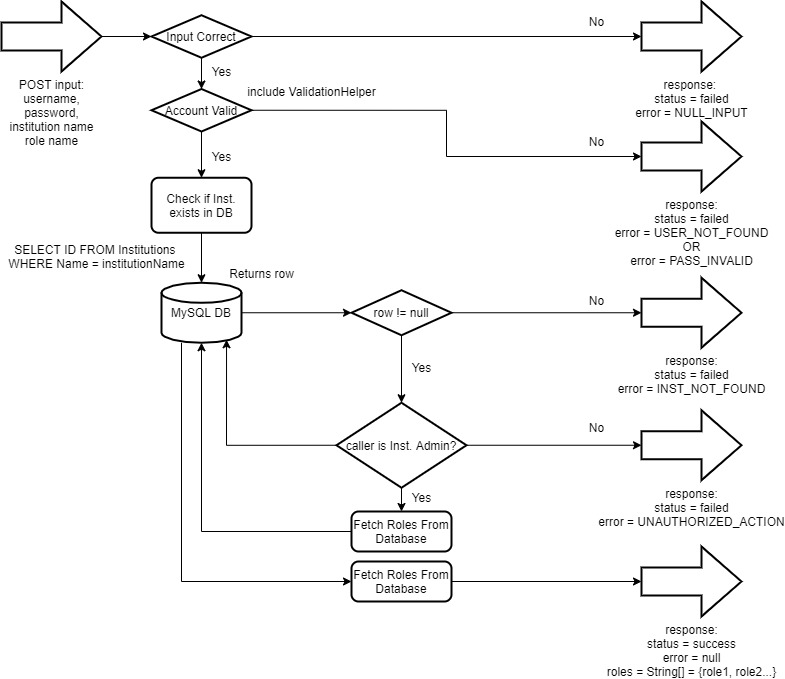 Input Correct
No
POST input:
username,
password,
institution name
role name
Yes
response:
status = failed
error = NULL_INPUT
include ValidationHelper
Account Valid
No
Yes
Check if Inst.
exists in DB
response:
status = failed
error = USER_NOT_FOUND
OR
error = PASS_INVALID
SELECT ID FROM Institutions
WHERE Name = institutionName
Returns row
MySQL DB
row != null
No
Yes
response:
status = failed
error = INST_NOT_FOUND
caller is Inst. Admin?
No
Yes
response:
status = failed
error = UNAUTHORIZED_ACTION
Fetch Roles From
Database
Fetch Roles From
Database
response:
status = success
error = null
roles = String[] = {role1, role2...}